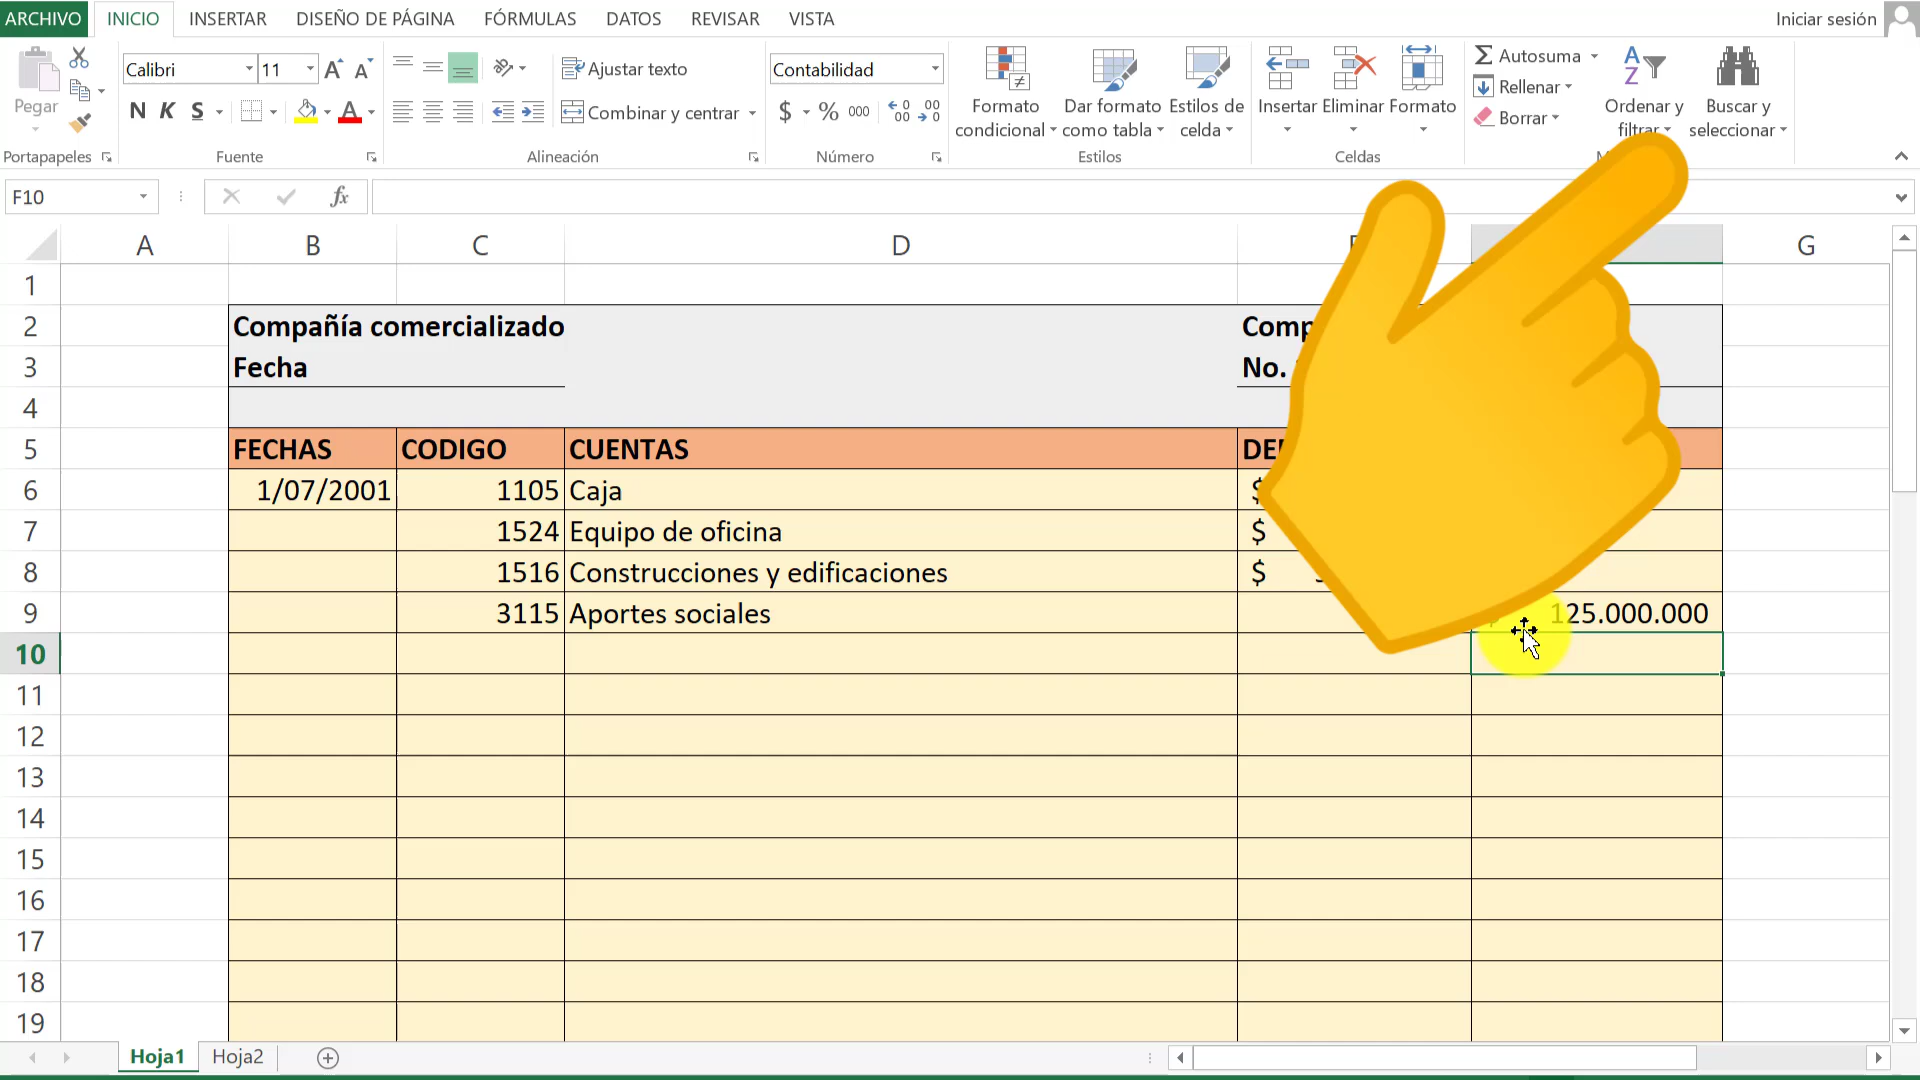 ARCHIVO INICIO INSERTAR DISEÑO DE PÁGINA FÓRMULAS DATOS REVISAR VISTA Iniciar sesión
Pegar
Portapapeles
Calibri 11
N K S
Fuente
Ajustar texto
Combinar y centrar
Alineación
Contabilidad
$ % 000
Número
Formato condicional
Dar formato como tabla
Estilos de celda
Estilos
Insertar Eliminar Formato
Celdas
Autosuma
Rellenar
Borrar
Ordenar y filtrar
Buscar y seleccionar
F10 fx
A B C D G
1
2 Compañía comercializado
3 Fecha No.
4
5 FECHAS CODIGO CUENTAS
6 1/07/2001 1105 Caja
7 1524 Equipo de oficina $
8 1516 Construcciones y edificaciones $
9 3115 Aportes sociales 125.000.000
10
11
12
13
14
15
16
17
18
19
Hoja1 Hoja2